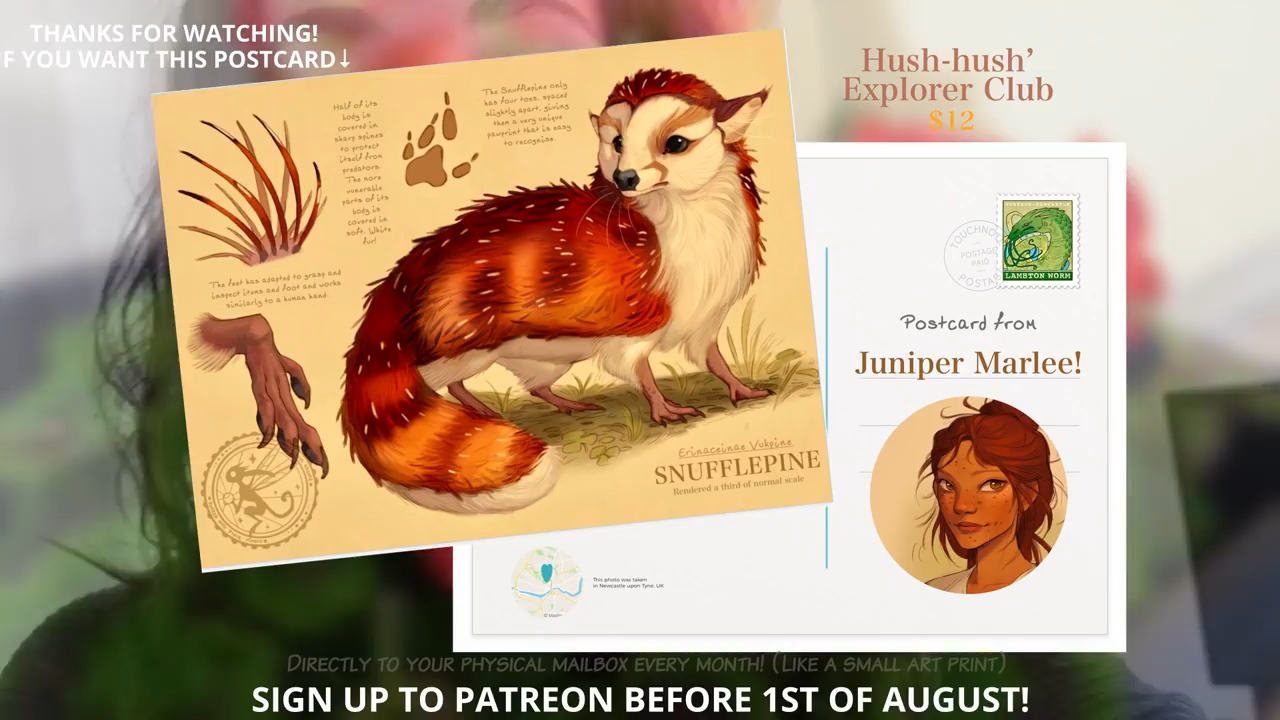 THANKS FOR WATCHING!
F YOU WANT THIS POSTCARD↓
Hush-hush’
Explorer Club
$12
Half of its
body is
covered in
sharp spines
to protect
itself from
predators.
The more
vunerable
parts of its
body is
covered in
soft. White
fur!
The Snufflepine only
has four toes, spaced
slightly apart, giving
them a very unique
pawprint that is easy
to recognise.
The feet has adapted to grasp and
inspect items and foot and works
similarly to a human hand.
Erinaceinae Vulpine
SNUFFLEPINE
Rendered a third of normal scale
POSTAGE
PAID
LAMBTON WORM
Postcard from
Juniper Marlee!
This photo was taken
in Newcastle upon Tyne, UK
DIRECTLY TO YOUR PHYSICAL MAILBOX EVERY MONTH! (LIKE A SMALL ART PRINT)
SIGN UP TO PATREON BEFORE 1ST OF AUGUST!